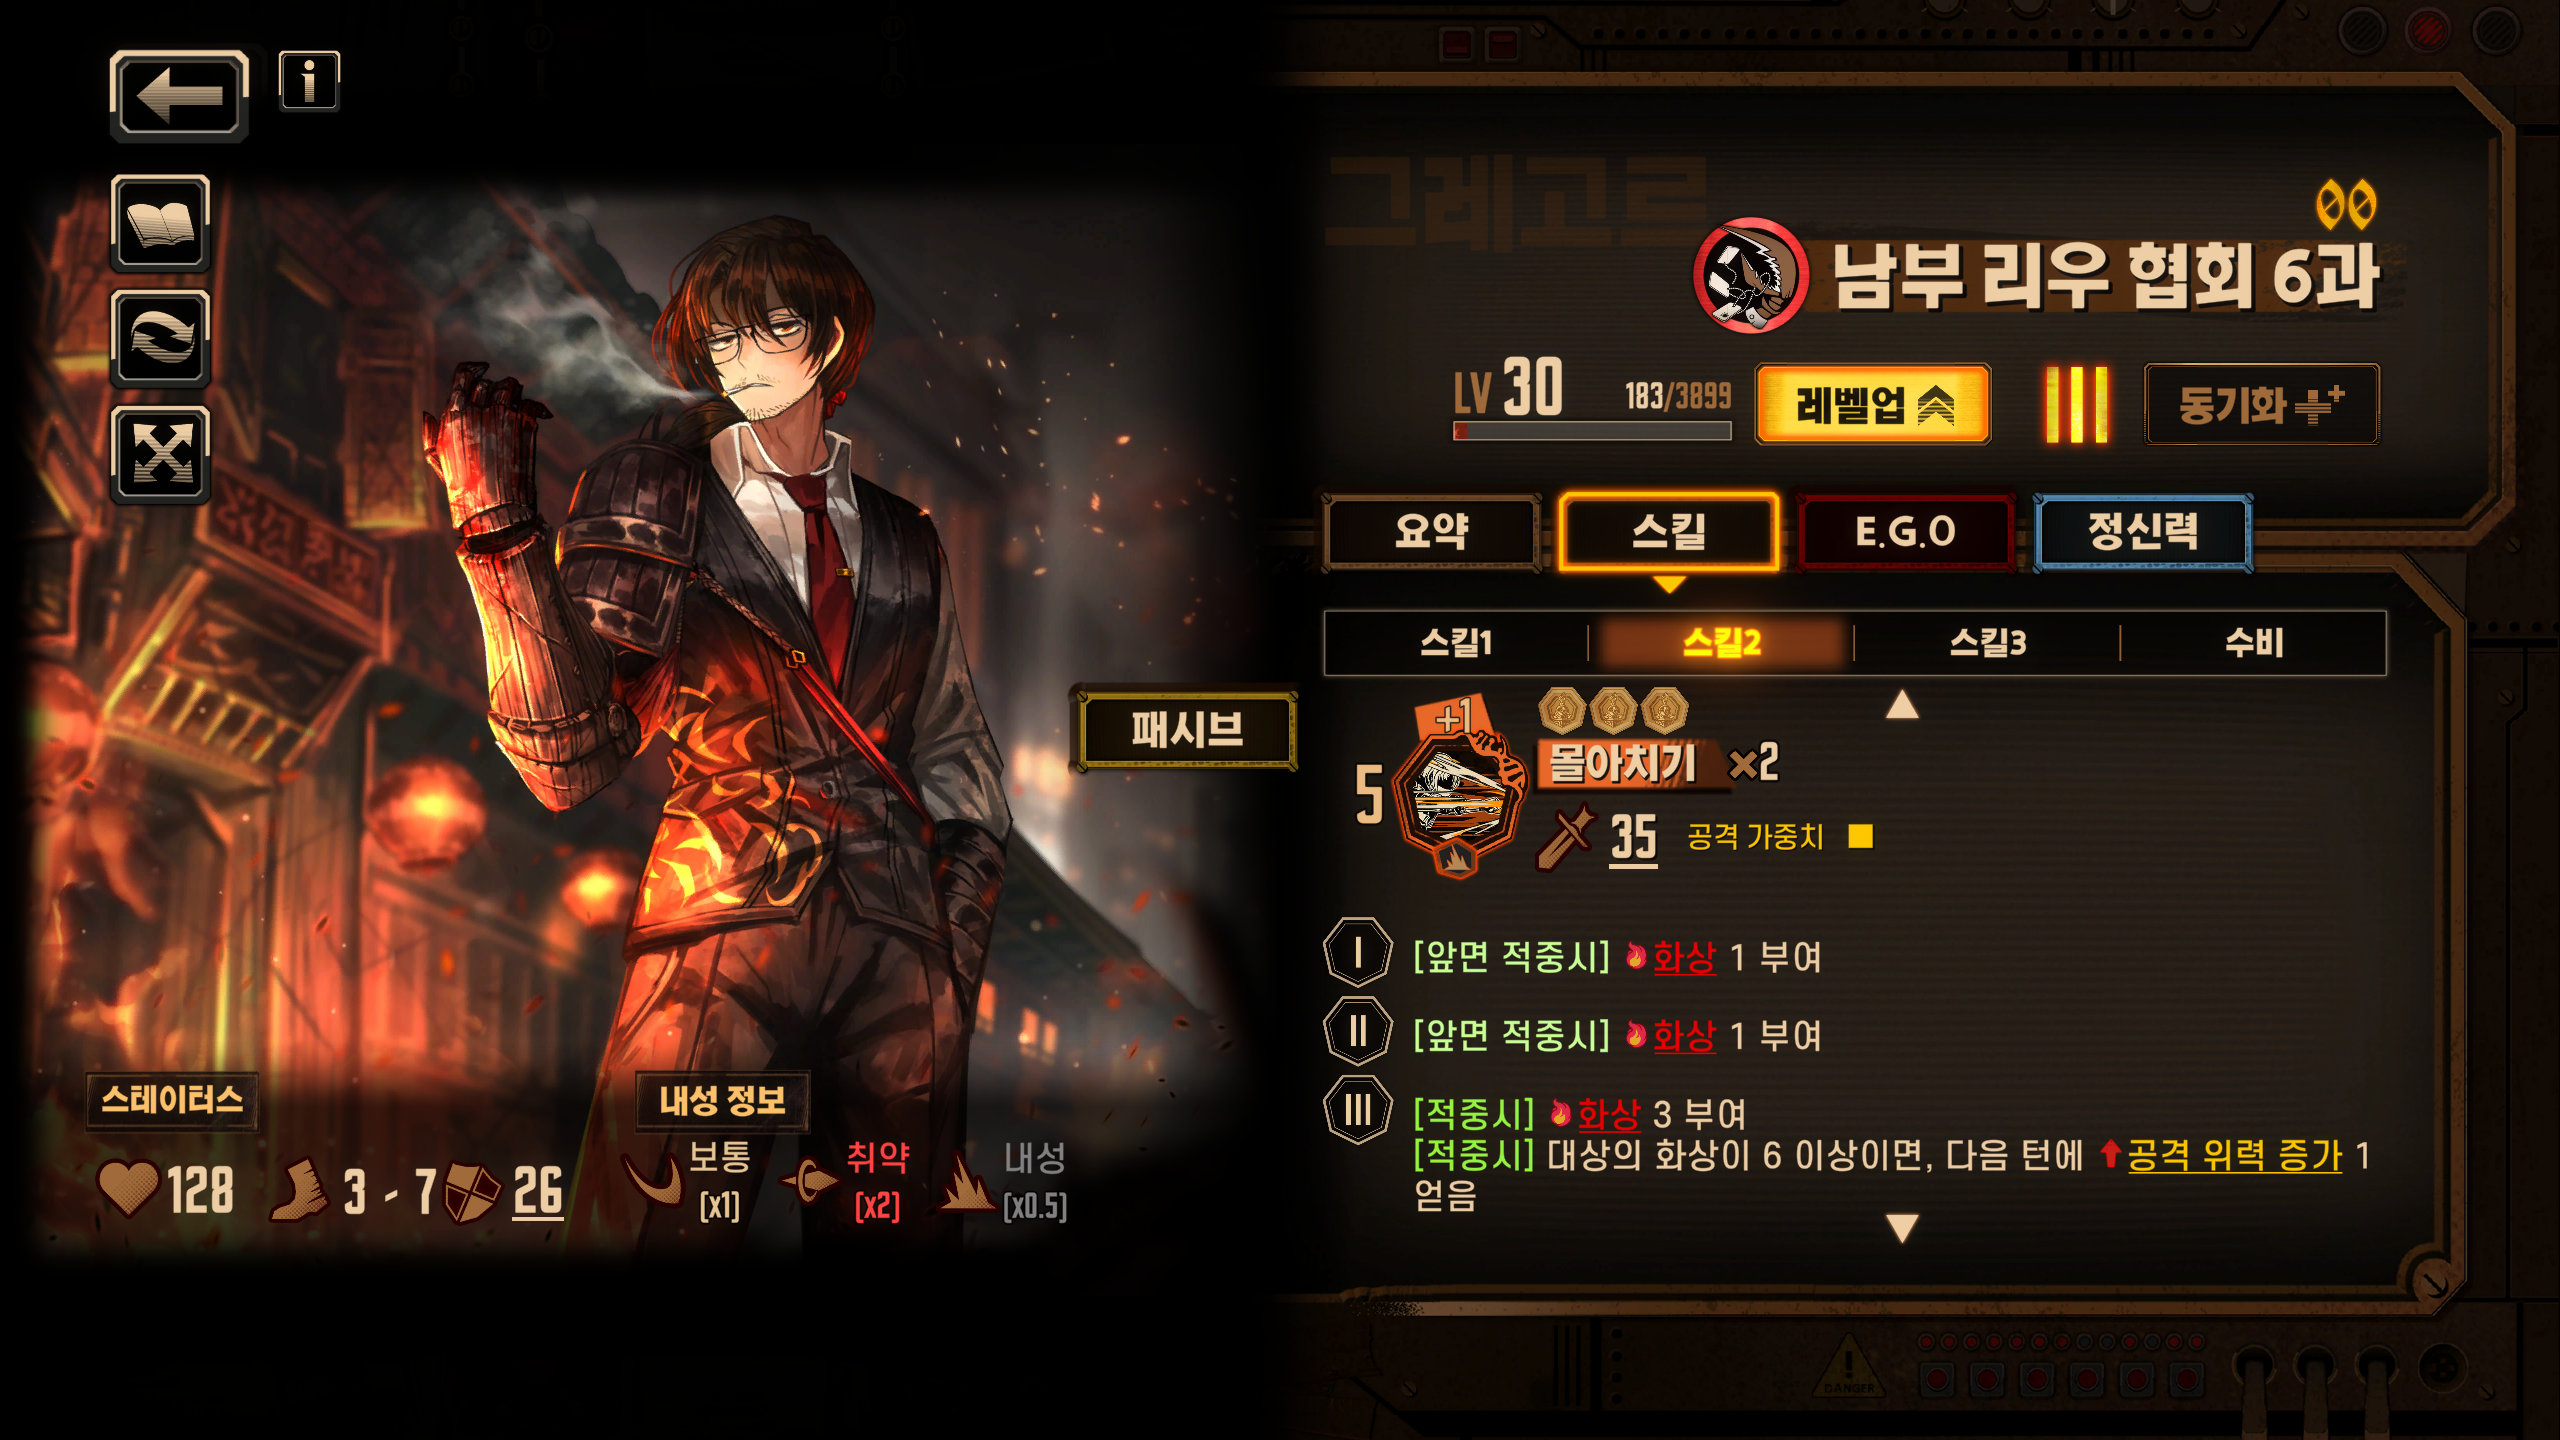 그레고르
남부 리우 협회 6과
LV 30
183/3899
레벨업
동기화
요약
스킬
E.G.O
정신력
스킬1
스킬2
스킬3
수비
패시브
+1
5
몰아치기 ×2
35
공격 가중치
I
[앞면 적중시] 화상 1 부여
II
[앞면 적중시] 화상 1 부여
III
[적중시] 화상 3 부여
[적중시] 대상의 화상이 6 이상이면, 다음 턴에 공격 위력 증가 1
얻음
스테이터스
128
3 - 7
26
내성 정보
보통
[x1]
취약
[x2]
내성
[x0.5]
DANGER